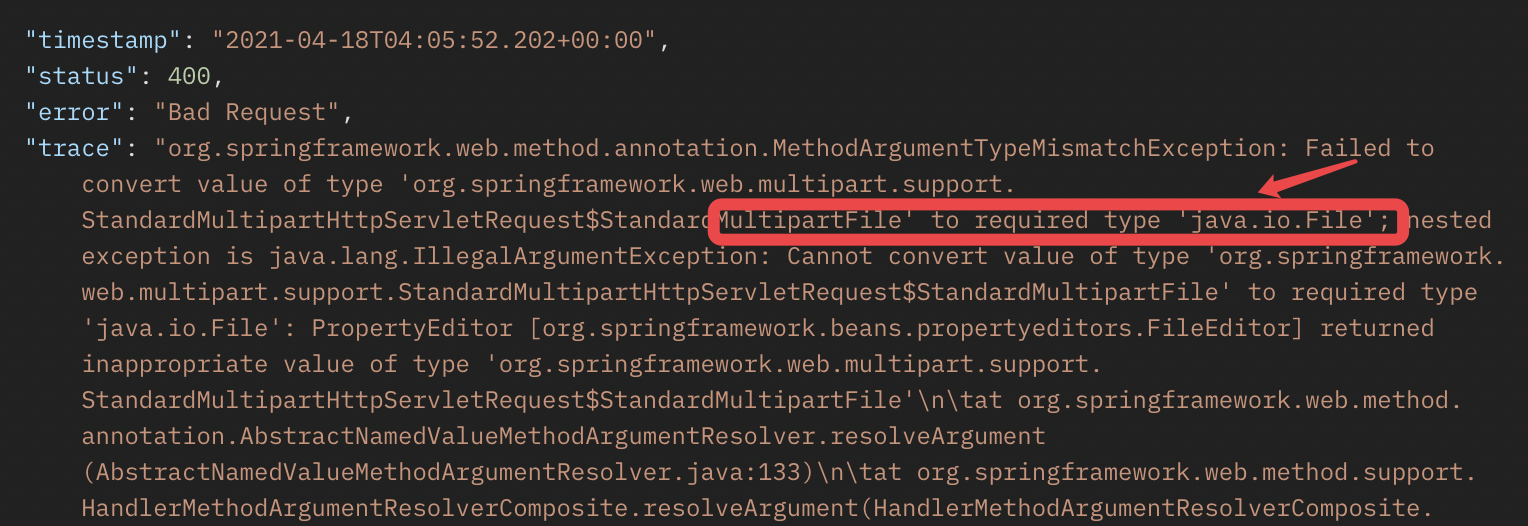 "timestamp": "2021-04-18T04:05:52.202+00:00",
"status": 400,
"error": "Bad Request",
"trace": "org.springframework.web.method.annotation.MethodArgumentTypeMismatchException: Failed to
convert value of type 'org.springframework.web.multipart.support.
StandardMultipartHttpServletRequest$StandardMultipartFile' to required type 'java.io.File'; nested
exception is java.lang.IllegalArgumentException: Cannot convert value of type 'org.springframework.
web.multipart.support.StandardMultipartHttpServletRequest$StandardMultipartFile' to required type
'java.io.File': PropertyEditor [org.springframework.beans.propertyeditors.FileEditor] returned
inappropriate value of type 'org.springframework.web.multipart.support.
StandardMultipartHttpServletRequest$StandardMultipartFile'\n\tat org.springframework.web.method.
annotation.AbstractNamedValueMethodArgumentResolver.resolveArgument
(AbstractNamedValueMethodArgumentResolver.java:133)\n\tat org.springframework.web.method.support.
HandlerMethodArgumentResolverComposite.resolveArgument(HandlerMethodArgumentResolverComposite.